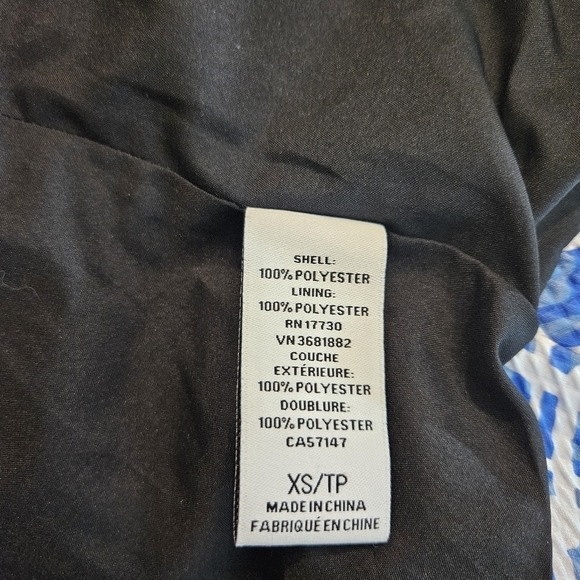 SHELL:
100% POLYESTER
LINING:
100% POLYESTER
RN 17730
VN 3681882
COUCHE
EXTÉRIEURE:
100% POLYESTER
DOUBLURE:
100% POLYESTER
CA57147
XS/TP
MADE IN CHINA
FABRIQUÉ EN CHINE